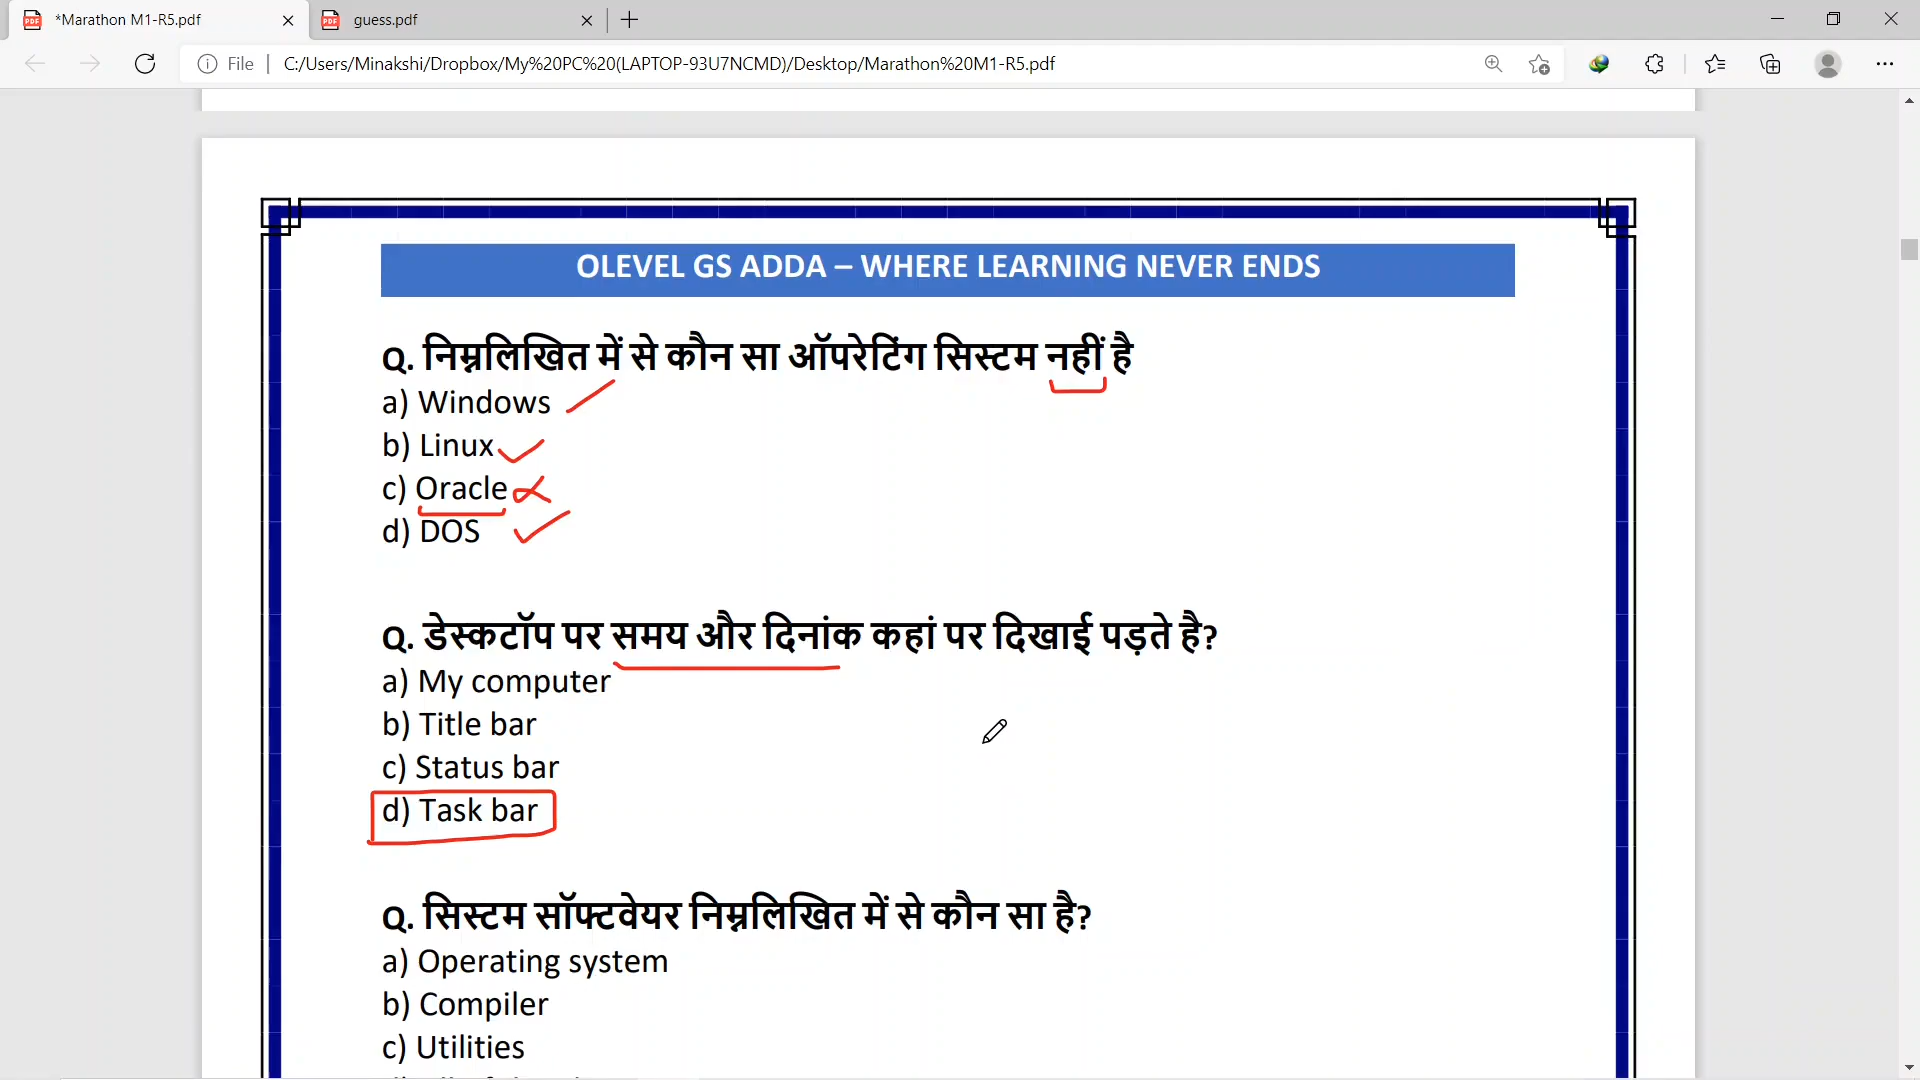 *Marathon M1-R5.pdf
guess.pdf
File
C:/Users/Minakshi/Dropbox/My%20PC%20(LAPTOP-93U7NCMD)/Desktop/Marathon%20M1-R5.pdf
OLEVEL GS ADDA – WHERE LEARNING NEVER ENDS
Q. निम्नलिखित में से कौन सा ऑपरेटिंग सिस्टम नहीं है
a) Windows
b) Linux
c) Oracle
d) DOS
Q. डेस्कटॉप पर समय और दिनांक कहां पर दिखाई पड़ते है?
a) My computer
b) Title bar
c) Status bar
d) Task bar
Q. सिस्टम सॉफ्टवेयर निम्नलिखित में से कौन सा है?
a) Operating system
b) Compiler
c) Utilities